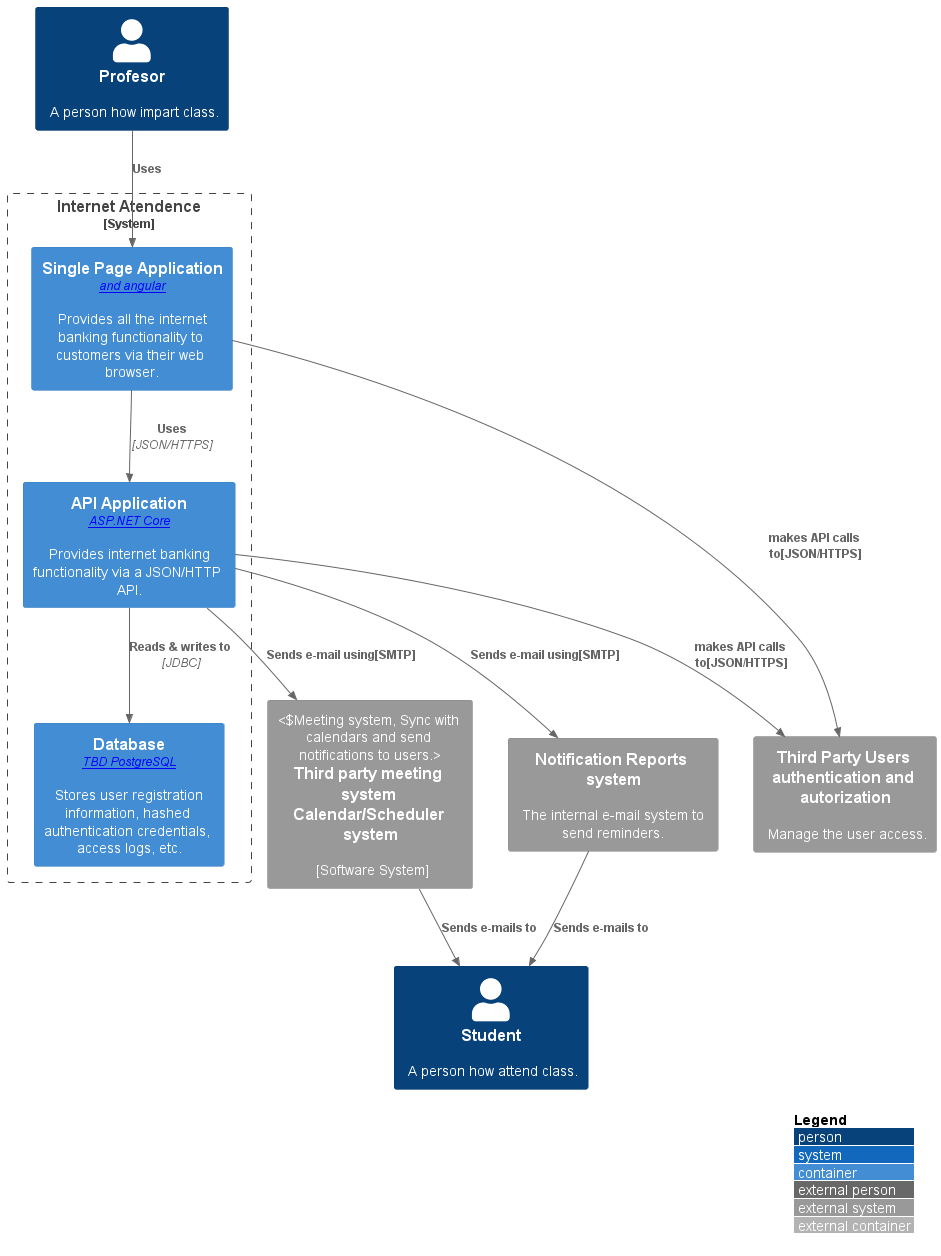 Profesor
A person how impart class.
Uses
Internet Atendence
[System]
Single Page Application
and angular
Provides all the internet
banking functionality to
customers via their web
browser.
Uses
[JSON/HTTPS]
API Application
ASP.NET Core
Provides internet banking
functionality via a JSON/HTTP
API.
makes API calls
to[JSON/HTTPS]
Reads & writes to
[JDBC]
Sends e-mail using[SMTP]
Sends e-mail using[SMTP]
makes API calls
to[JSON/HTTPS]
Database
TBD PostgreSQL
Stores user registration
information, hashed
authentication credentials,
access logs, etc.
<$Meeting system, Sync with
calendars and send
notifications to users.>
Third party meeting
system
Calendar/Scheduler
system
[Software System]
Notification Reports
system
The internal e-mail system to
send reminders.
Third Party Users
authentication and
autorization
Manage the user access.
Sends e-mails to
Sends e-mails to
Student
A person how attend class.
Legend
person
system
container
external person
external system
external container